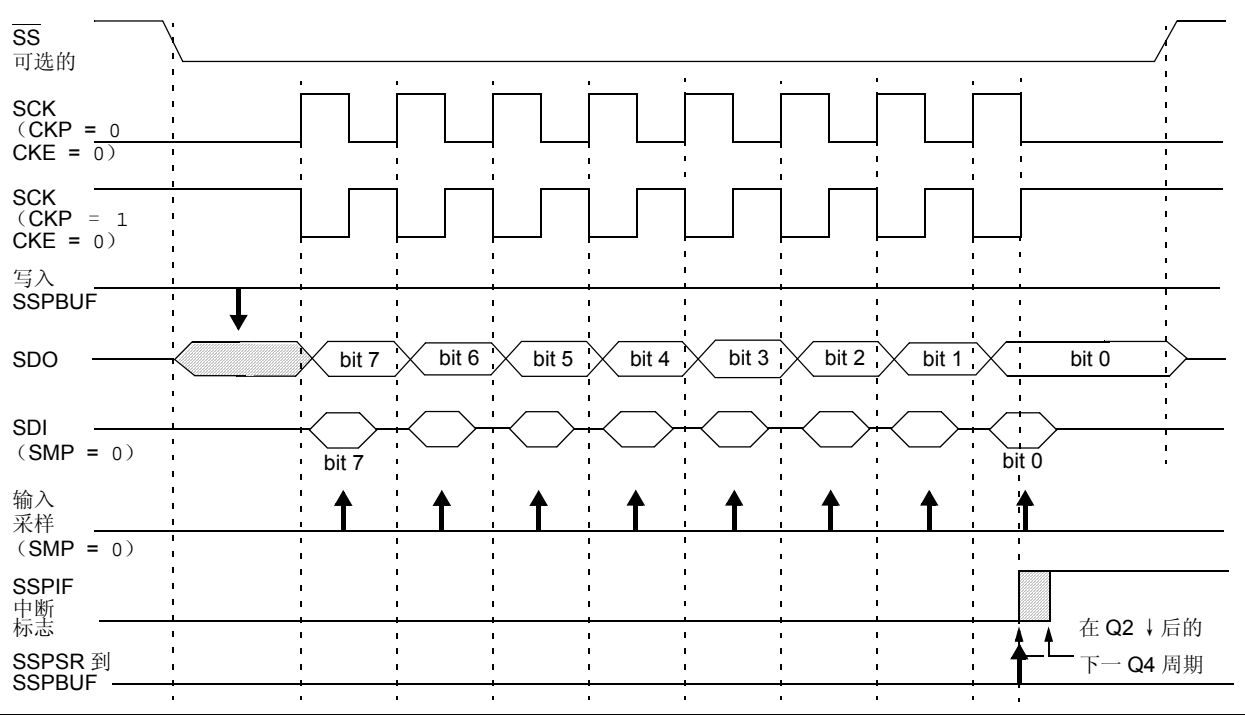 SS
可选的
SCK
（CKP = 0
CKE = 0）
SCK
（CKP = 1
CKE = 0）
写入
SSPBUF
SDO
bit 7 bit 6 bit 5 bit 4 bit 3 bit 2 bit 1 bit 0
SDI
（SMP = 0）
bit 7 bit 0
输入
采样
（SMP = 0）
SSPIF
中断
标志
在 Q2 ↓后的
下一 Q4 周期
SSPSR 到
SSPBUF